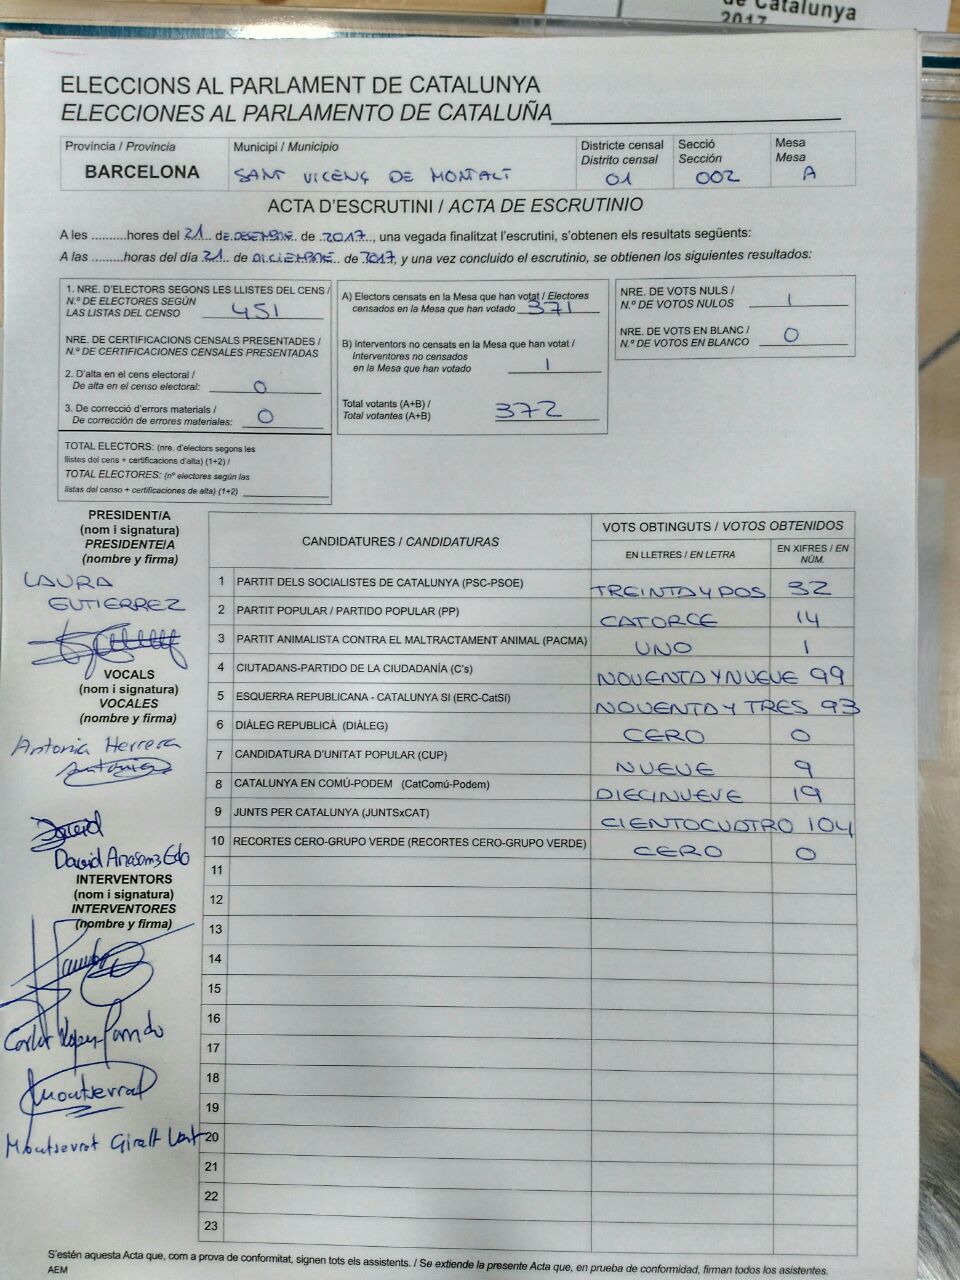 de Catalunya
2017
ELECCIONS AL PARLAMENT DE CATALUNYA
ELECCIONES AL PARLAMENTO DE CATALUÑA
Provincia / Provincia
BARCELONA
Municipi / Municipio
SANT VICENÇ DE MONTALT
Districte censal
Distrito censal
01
Secció
Sección
002
Mesa
Mesa
A
ACTA D'ESCRUTINI / ACTA DE ESCRUTINIO
A les ..........hores del 21.. de DESEMBRE.. de .2017.., una vegada finalitzat l'escrutini, s'obtenen els resultats següents:
A las ..........horas del día 21.. de DICIEMBRE.. de 2017, y una vez concluido el escrutinio, se obtienen los siguientes resultados:
1. NRE. D'ELECTORS SEGONS LES LLISTES DEL CENS /
N.º DE ELECTORES SEGÚN
LAS LISTAS DEL CENSO 451
NRE. DE CERTIFICACIONS CENSALS PRESENTADES /
N.º DE CERTIFICACIONES CENSALES PRESENTADAS
2. D'alta en el cens electoral /
De alta en el censo electoral: 0
3. De correcció d'errors materials /
De corrección de errores materiales: 0
TOTAL ELECTORS: (nre. d'electors segons les
llistes del cens + certificacions d'alta) (1+2) /
TOTAL ELECTORES: (nº electores según las
listas del censo + certificaciones de alta) (1+2)
A) Electors censats en la Mesa que han votat / Electores
censados en la Mesa que han votado 371
B) Interventors no censats en la Mesa que han votat /
Interventores no censados
en la Mesa que han votado 1
Total votants (A+B) /
Total votantes (A+B) 372
NRE. DE VOTS NULS /
N.º DE VOTOS NULOS 1
NRE. DE VOTS EN BLANC /
N.º DE VOTOS EN BLANCO 0
PRESIDENT/A
(nom i signatura)
PRESIDENTE/A
(nombre y firma)
LAURA
GUTIERREZ
VOCALS
(nom i signatura)
VOCALES
(nombre y firma)
Antonia Herrera
Antonia
David
David
INTERVENTORS
(nom i signatura)
INTERVENTORES
(nombre y firma)
Montserrat
Montserrat Giralt
CANDIDATURES / CANDIDATURAS
VOTS OBTINGUTS / VOTOS OBTENIDOS
EN LLETRES / EN LETRA
EN XIFRES / EN
NÚM.
1 PARTIT DELS SOCIALISTES DE CATALUNYA (PSC-PSOE) TREINTA Y DOS 32
2 PARTIT POPULAR / PARTIDO POPULAR (PP) CATORCE 14
3 PARTIT ANIMALISTA CONTRA EL MALTRACTAMENT ANIMAL (PACMA) UNO 1
4 CIUTADANS-PARTIDO DE LA CIUDADANÍA (C's) NOVENTA Y NUEVE 99
5 ESQUERRA REPUBLICANA - CATALUNYA SI (ERC-CatSí) NOVENTA Y TRES 93
6 DIÀLEG REPUBLICÀ (DIÀLEG) CERO 0
7 CANDIDATURA D'UNITAT POPULAR (CUP) NUEVE 9
8 CATALUNYA EN COMÚ-PODEM (CatComú-Podem) DIECINUEVE 19
9 JUNTS PER CATALUNYA (JUNTSxCAT) CIENTOCUATRO 104
10 RECORTES CERO-GRUPO VERDE (RECORTES CERO-GRUPO VERDE) CERO 0
11
12
13
14
15
16
17
18
19
20
21
22
23
S'estén aquesta Acta que, com a prova de conformitat, signen tots els assistents. / Se extiende la presente Acta que, en prueba de conformidad, firman todos los asistentes.
AEM